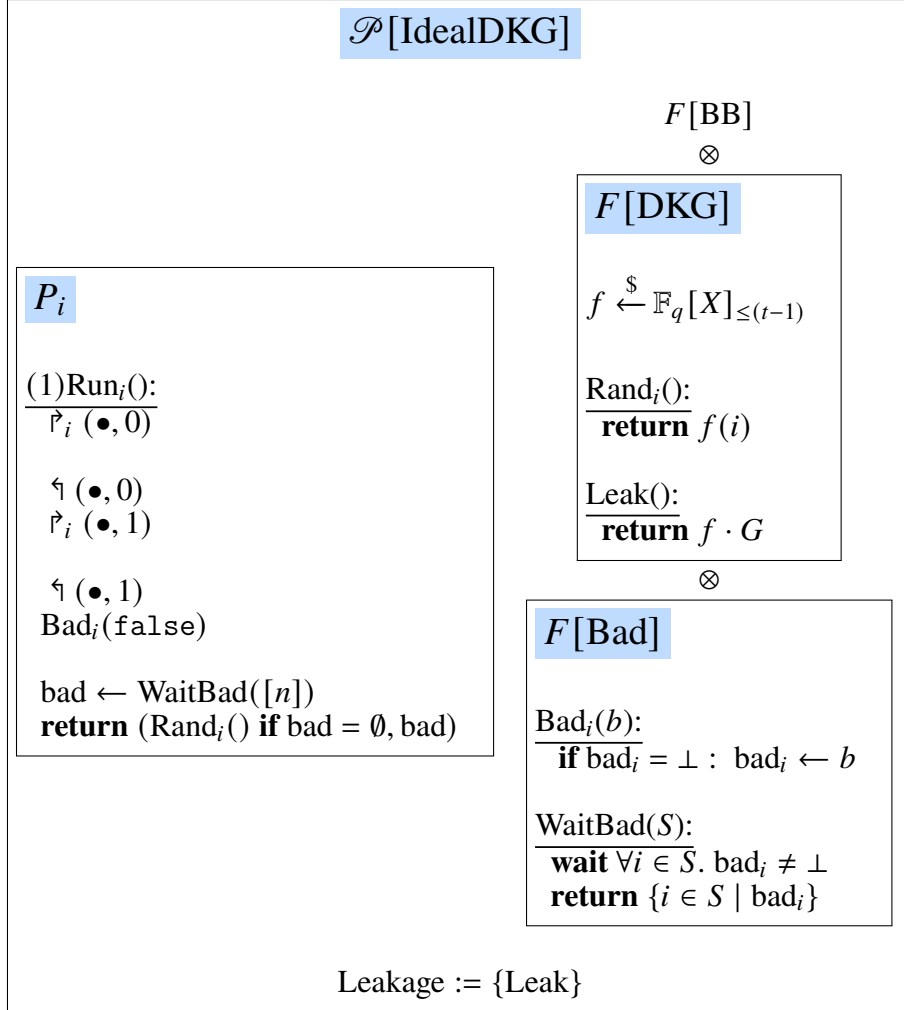 𝒫[IdealDKG]
F[BB]
⊗
F[DKG]
f ←$ 𝔽_q[X]_{≤(t−1)}
Rand_i():
return f(i)
Leak():
return f · G
⊗
P_i
(1)Run_i():
↱_i (•, 0)
↰ (•, 0)
↱_i (•, 1)
↰ (•, 1)
Bad_i(false)
bad ← WaitBad([n])
return (Rand_i() if bad = ∅, bad)
F[Bad]
Bad_i(b):
if bad_i = ⊥ : bad_i ← b
WaitBad(S):
wait ∀i ∈ S. bad_i ≠ ⊥
return {i ∈ S | bad_i}
Leakage := {Leak}